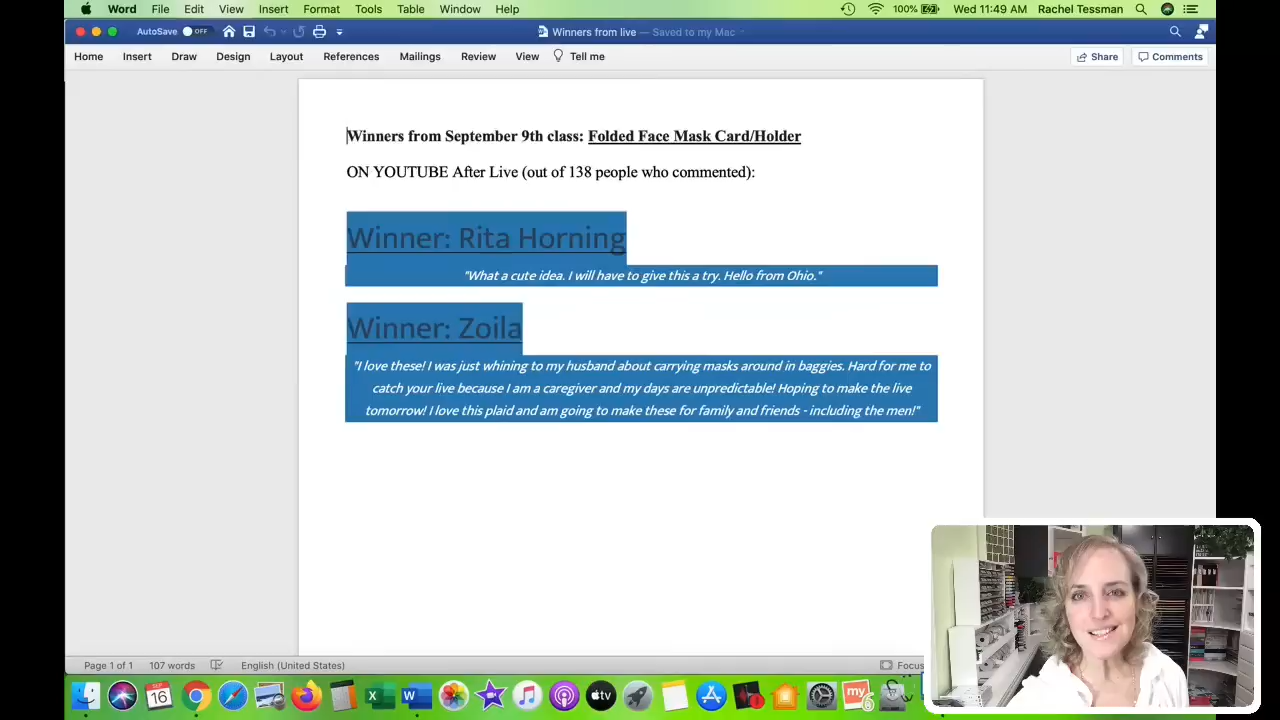 Word File Edit View Insert Format Tools Table Window Help 100% Wed 11:49 AM Rachel Tessman
AutoSave OFF Winners from live — Saved to my Mac
Home Insert Draw Design Layout References Mailings Review View Tell me Share Comments
Winners from September 9th class: Folded Face Mask Card/Holder
ON YOUTUBE After Live (out of 138 people who commented):
Winner: Rita Horning
"What a cute idea. I will have to give this a try. Hello from Ohio."
Winner: Zoila
"I love these! I was just whining to my husband about carrying masks around in baggies. Hard for me to
catch your live because I am a caregiver and my days are unpredictable! Hoping to make the live
tomorrow! I love this plaid and am going to make these for family and friends - including the men!"
Page 1 of 1 107 words English (United States) Focus
SEP 16 X W tv my 6